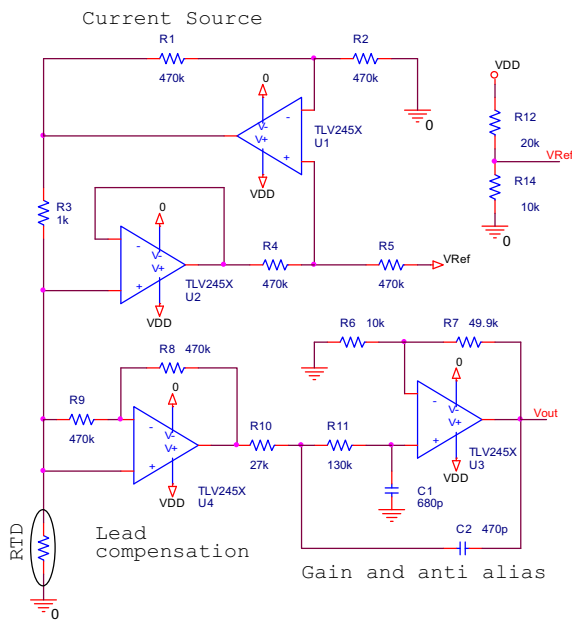 Current Source
R1
470k
R2
470k
0
0
V-
V+
-
+
TLV245X
U1
VDD
VDD
R12
20k
VRef
R14
10k
0
R3
1k
0
V-
V+
-
+
TLV245X
U2
VDD
R4
470k
R5
470k
VRef
R6 10k
R7 49.9k
R8 470k
0
0
R9
470k
V-
V+
-
+
TLV245X
U4
VDD
R10
27k
R11
130k
V-
V+
-
+
TLV245X
U3
VDD
Vout
C1
680p
C2 470p
RTD
0
Lead
compensation
Gain and anti alias